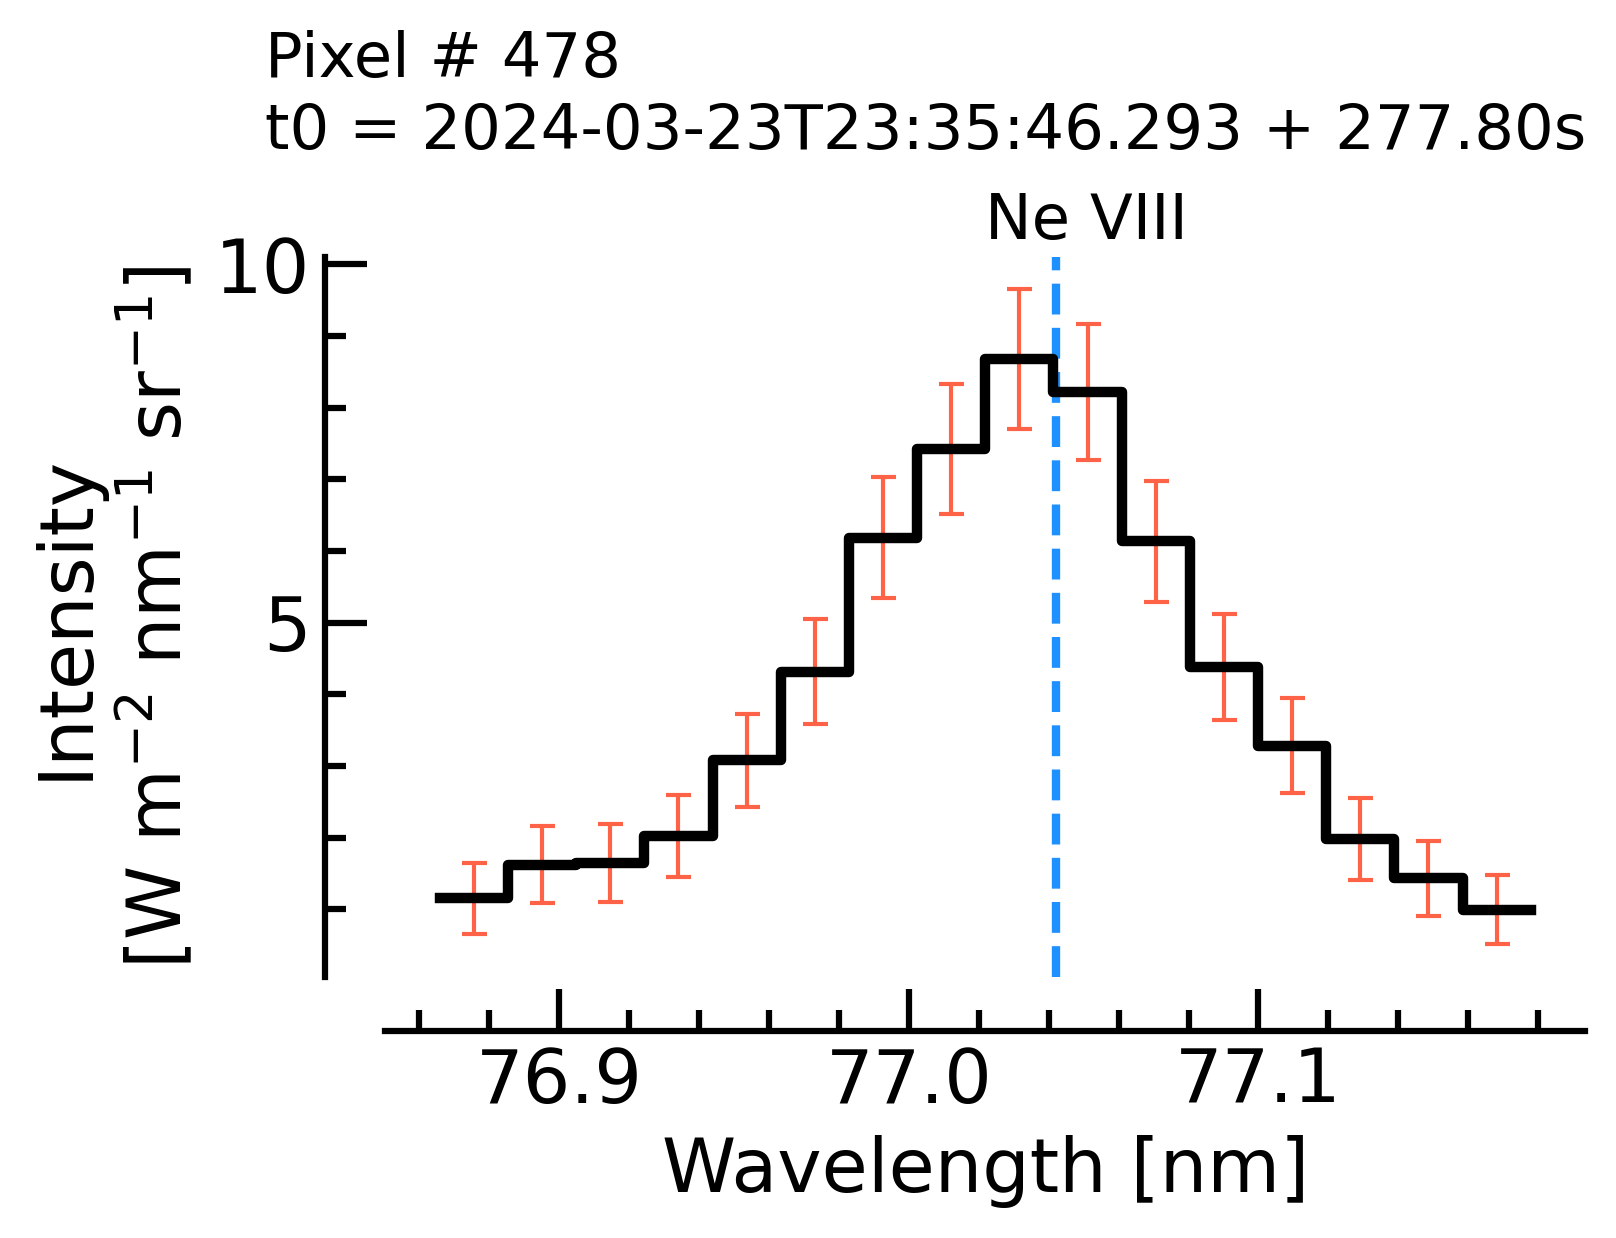 Pixel # 478
t0 = 2024-03-23T23:35:46.293 + 277.80s
Ne VIII
10
5
Intensity
[W m⁻² nm⁻¹ sr⁻¹]
76.9 77.0 77.1
Wavelength [nm]